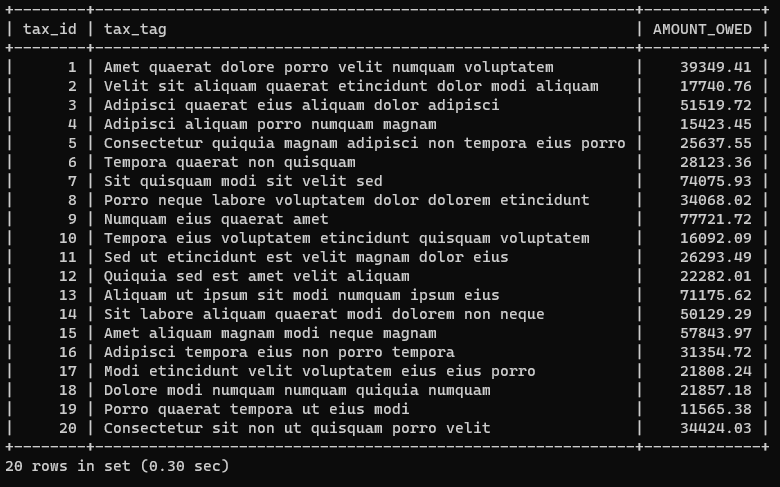 +--------+------------------------------------------------------------+-------------+
| tax_id | tax_tag                                                    | AMOUNT_OWED |
+--------+------------------------------------------------------------+-------------+
|      1 | Amet quaerat dolore porro velit numquam voluptatem         |    39349.41 |
|      2 | Velit sit aliquam quaerat etincidunt dolor modi aliquam    |    17740.76 |
|      3 | Adipisci quaerat eius aliquam dolor adipisci               |    51519.72 |
|      4 | Adipisci aliquam porro numquam magnam                      |    15423.45 |
|      5 | Consectetur quiquia magnam adipisci non tempora eius porro |    25637.55 |
|      6 | Tempora quaerat non quisquam                               |    28123.36 |
|      7 | Sit quisquam modi sit velit sed                            |    74075.93 |
|      8 | Porro neque labore voluptatem dolor dolorem etincidunt     |    34068.02 |
|      9 | Numquam eius quaerat amet                                  |    77721.72 |
|     10 | Tempora eius voluptatem etincidunt quisquam voluptatem     |    16092.09 |
|     11 | Sed ut etincidunt est velit magnam dolor eius              |    26293.49 |
|     12 | Quiquia sed est amet velit aliquam                         |    22282.01 |
|     13 | Aliquam ut ipsum sit modi numquam ipsum eius               |    71175.62 |
|     14 | Sit labore aliquam quaerat modi dolorem non neque          |    50129.29 |
|     15 | Amet aliquam magnam modi neque magnam                      |    57843.97 |
|     16 | Adipisci tempora eius non porro tempora                    |    31354.72 |
|     17 | Modi etincidunt velit voluptatem eius eius porro           |    21808.24 |
|     18 | Dolore modi numquam numquam quiquia numquam                |    21857.18 |
|     19 | Porro quaerat tempora ut eius modi                         |    11565.38 |
|     20 | Consectetur sit non ut quisquam porro velit                |    34424.03 |
+--------+------------------------------------------------------------+-------------+
20 rows in set (0.30 sec)